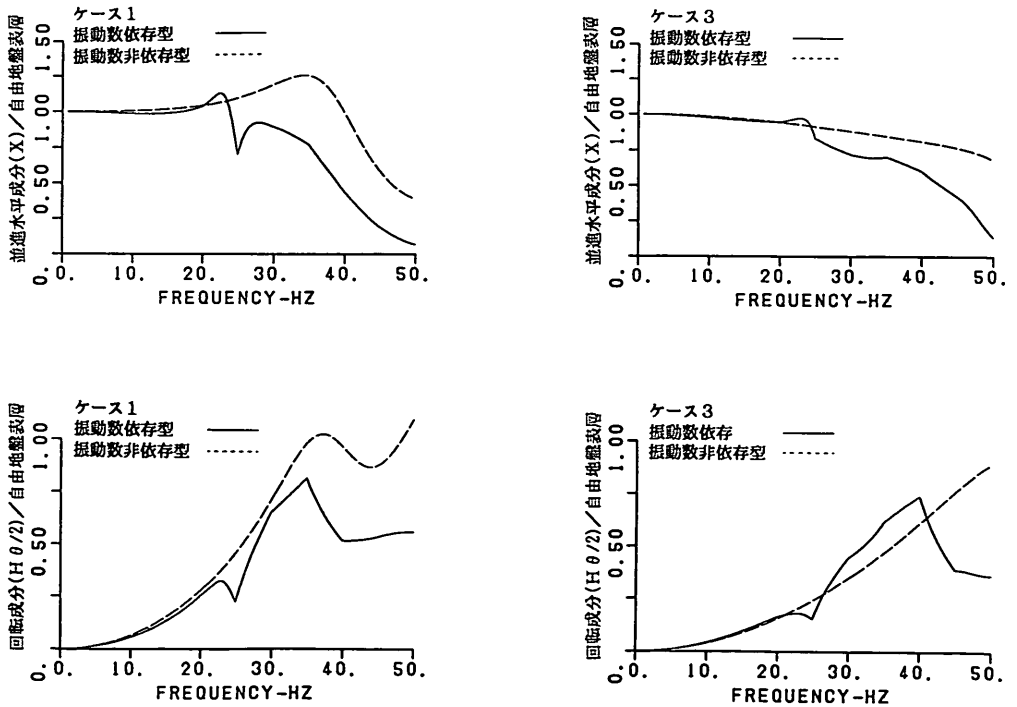 ケース1
振動数依存型
振動数非依存型
並進水平成分(X)/自由地盤表層
1.50
1.00
0.50
0.
0. 10. 20. 30. 40. 50.
FREQUENCY-HZ
ケース3
振動数依存型
振動数非依存型
並進水平成分(X)/自由地盤表層
1.50
1.00
0.50
0.
0. 10. 20. 30. 40. 50.
FREQUENCY-HZ
ケース1
振動数依存型
振動数非依存型
回転成分(Hθ/2)/自由地盤表層
1.00
0.50
0.
0. 10. 20. 30. 40. 50.
FREQUENCY-HZ
ケース3
振動数依存
振動数非依存型
回転成分(Hθ/2)/自由地盤表層
1.00
0.50
0.
0. 10. 20. 30. 40. 50.
FREQUENCY-HZ